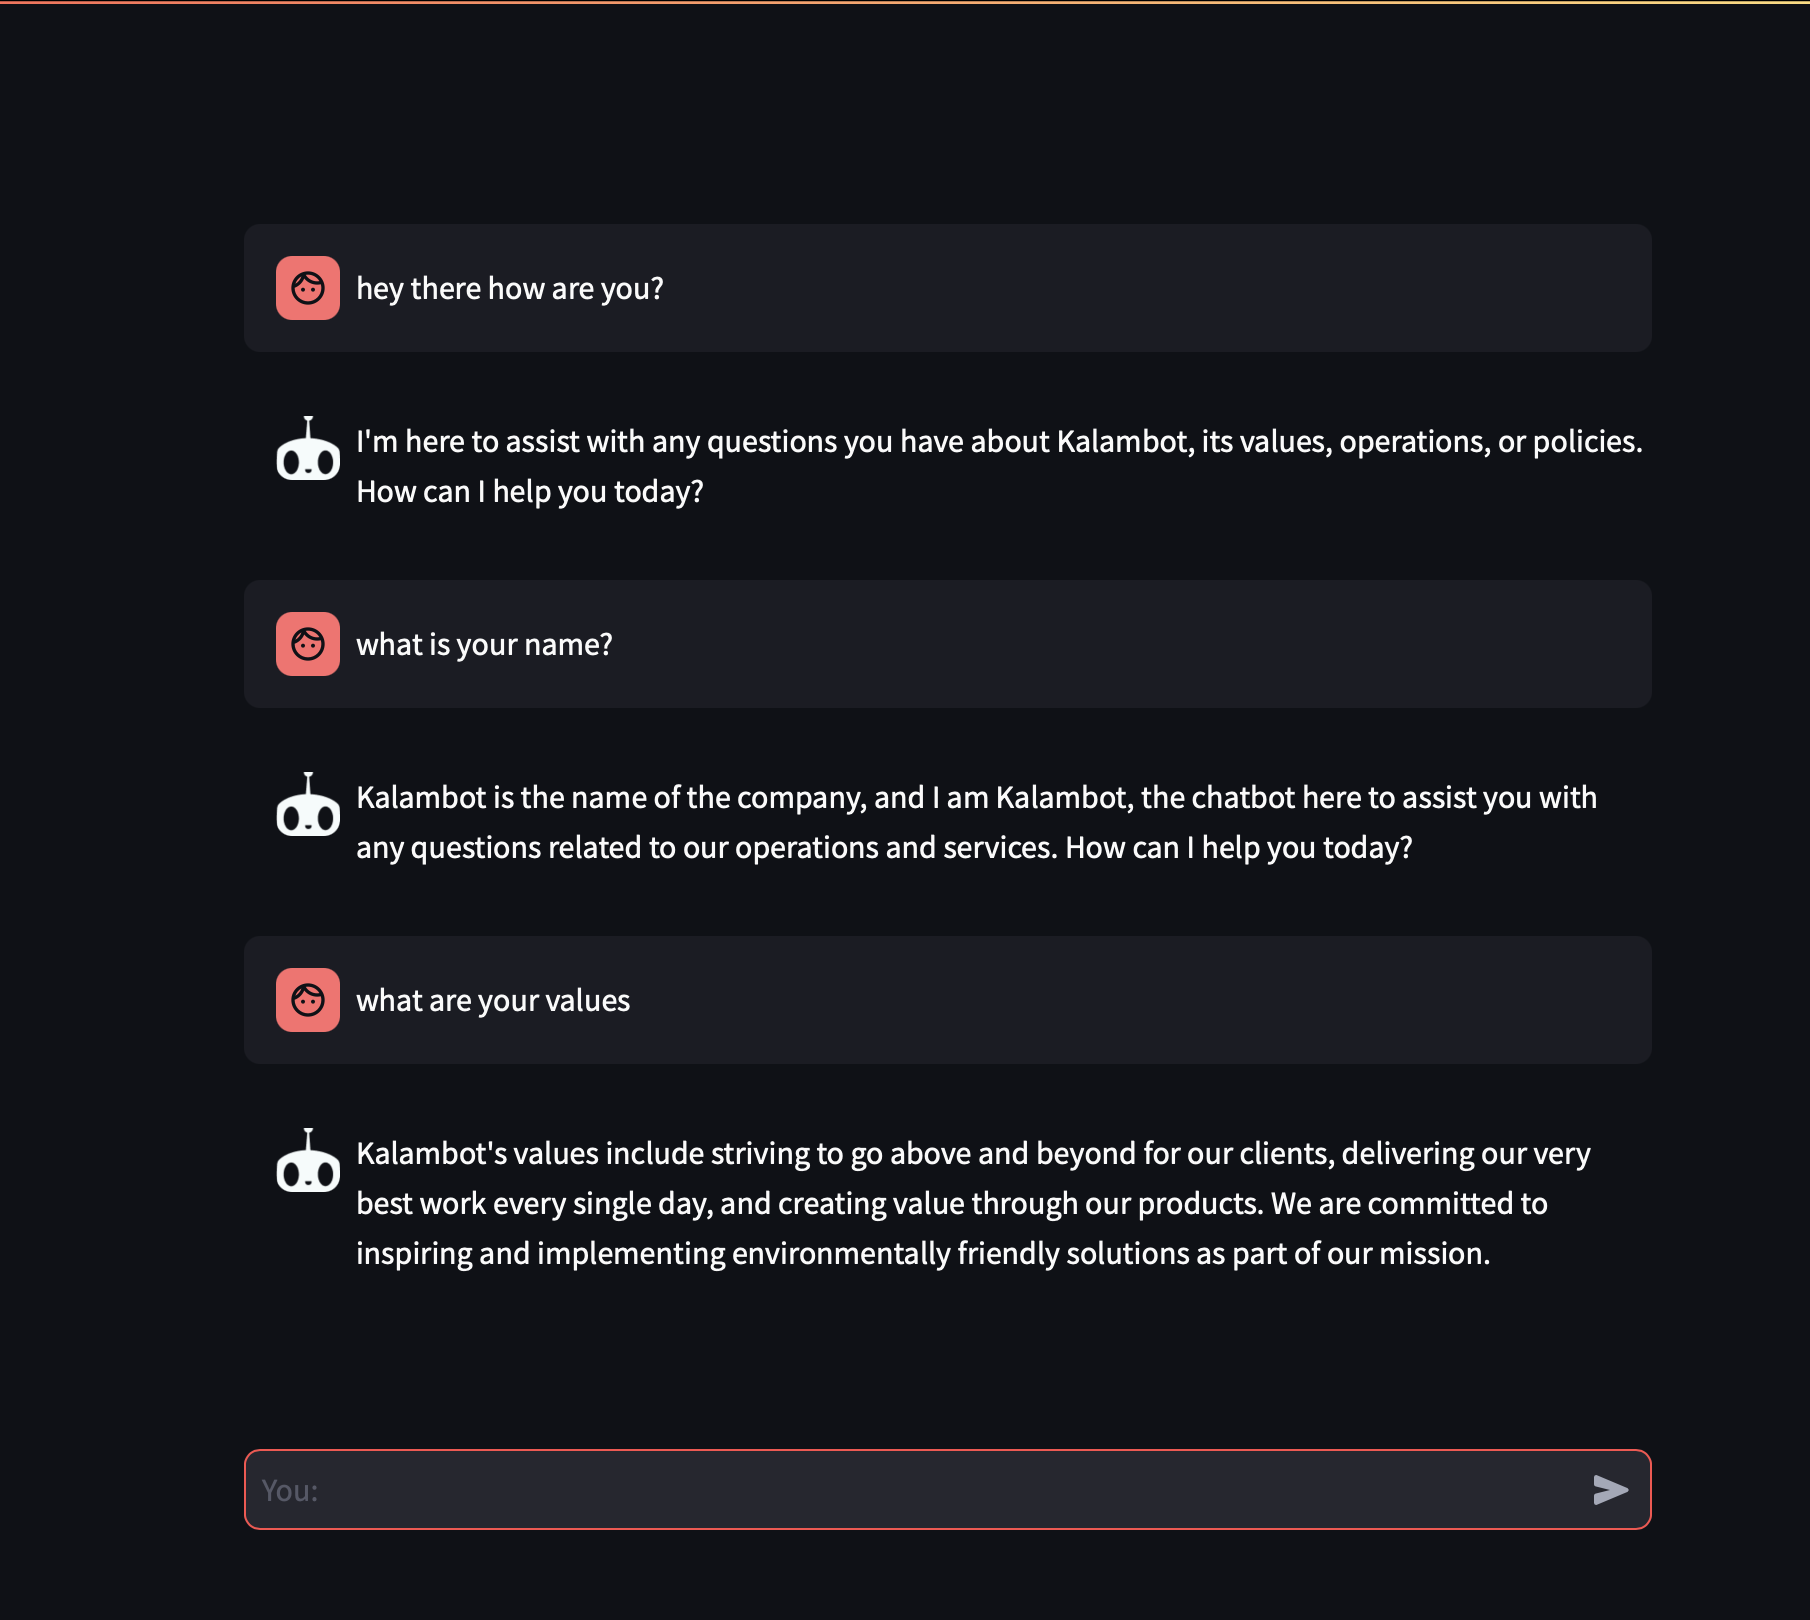 hey there how are you?
I'm here to assist with any questions you have about Kalambot, its values, operations, or policies.
How can I help you today?
what is your name?
Kalambot is the name of the company, and I am Kalambot, the chatbot here to assist you with
any questions related to our operations and services. How can I help you today?
what are your values
Kalambot's values include striving to go above and beyond for our clients, delivering our very
best work every single day, and creating value through our products. We are committed to
inspiring and implementing environmentally friendly solutions as part of our mission.
You: